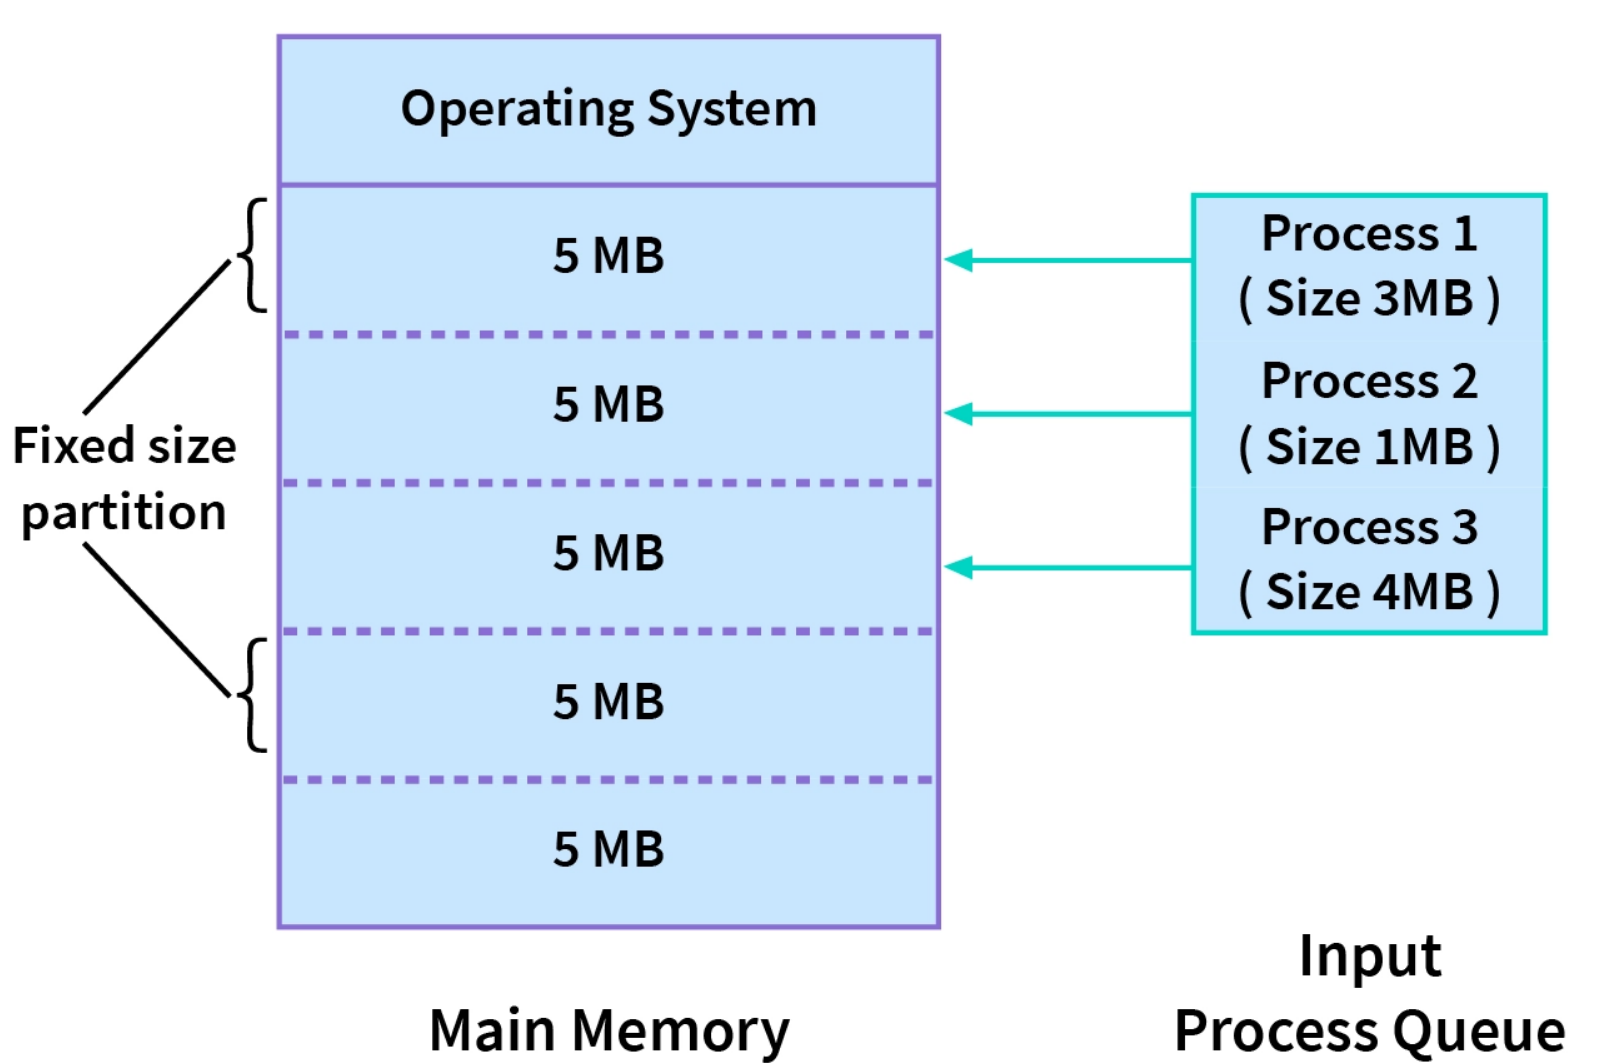 Operating System
5 MB
5 MB
5 MB
5 MB
5 MB
Fixed size
partition
Process 1
( Size 3MB )
Process 2
( Size 1MB )
Process 3
( Size 4MB )
Main Memory
Input
Process Queue